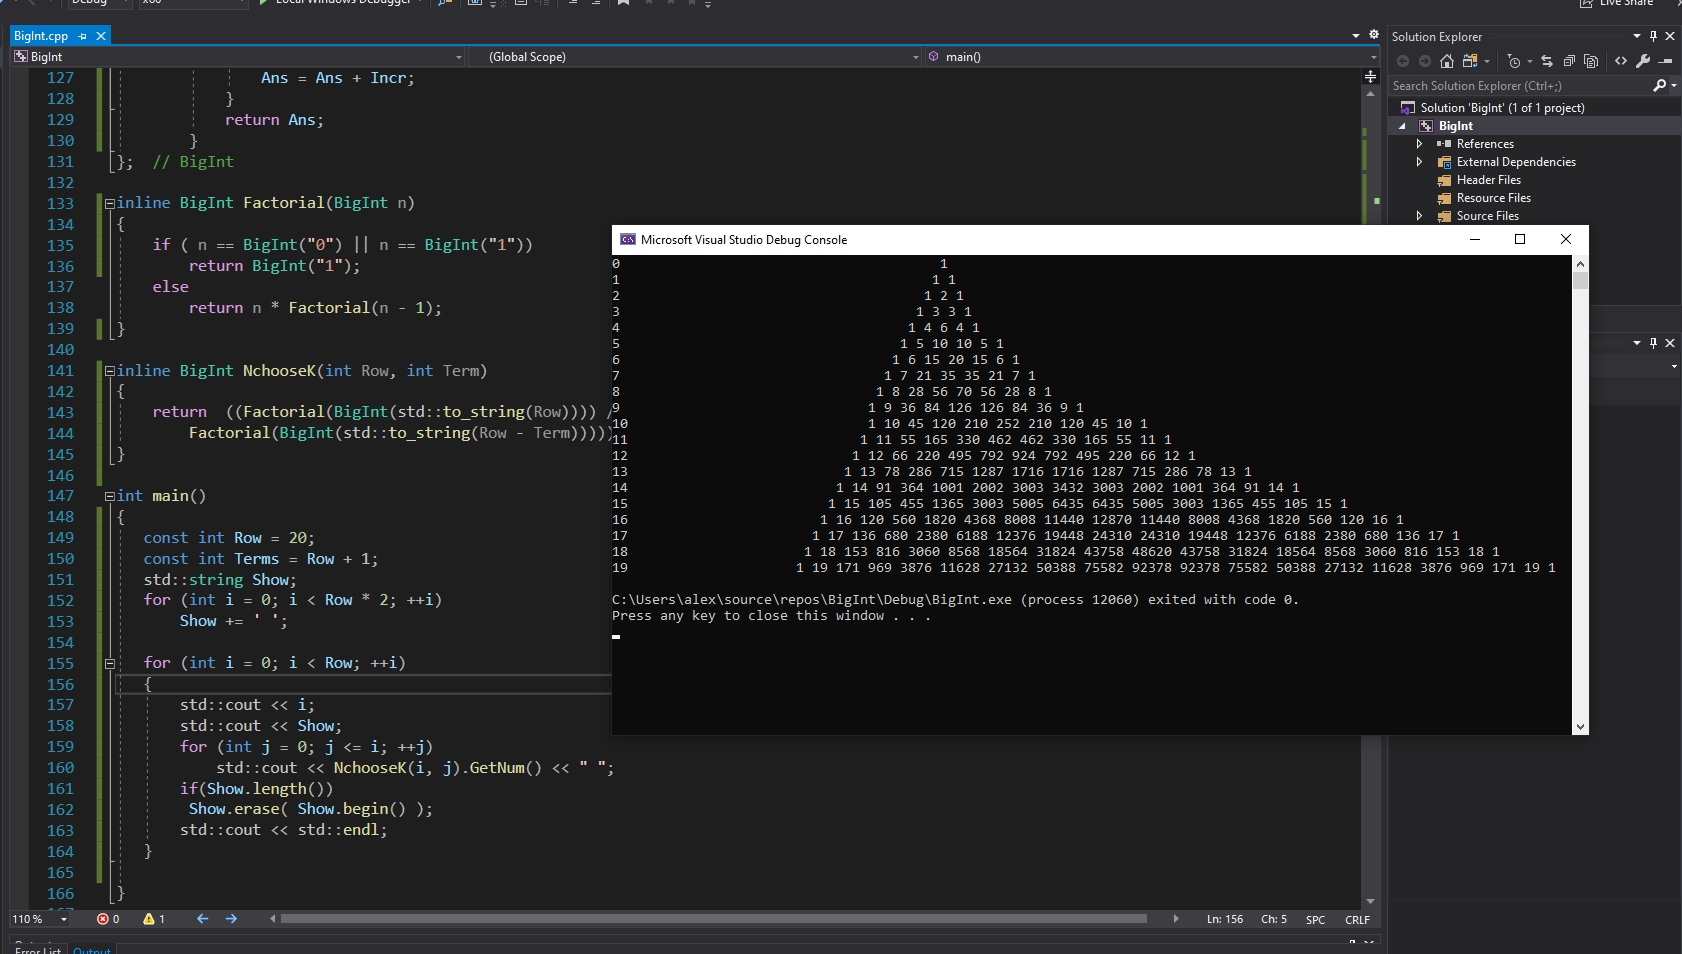 Debug x86 Local Windows Debugger Live Share
BigInt.cpp
BigInt (Global Scope) main()
127 Ans = Ans + Incr;
128 }
129 return Ans;
130 }
131 }; // BigInt
132
133 inline BigInt Factorial(BigInt n)
134 {
135 if ( n == BigInt("0") || n == BigInt("1"))
136 return BigInt("1");
137 else
138 return n * Factorial(n - 1);
139 }
140
141 inline BigInt NchooseK(int Row, int Term)
142 {
143 return ((Factorial(BigInt(std::to_string(Row)))) /
144 Factorial(BigInt(std::to_string(Row - Term))))
145 }
146
147 int main()
148 {
149 const int Row = 20;
150 const int Terms = Row + 1;
151 std::string Show;
152 for (int i = 0; i < Row * 2; ++i)
153 Show += ' ';
154
155 for (int i = 0; i < Row; ++i)
156 {
157 std::cout << i;
158 std::cout << Show;
159 for (int j = 0; j <= i; ++j)
160 std::cout << NchooseK(i, j).GetNum() << " ";
161 if(Show.length())
162 Show.erase( Show.begin() );
163 std::cout << std::endl;
164 }
165
166 }
110 % 0 1 Ln: 156 Ch: 5 SPC CRLF
Error List Output
Microsoft Visual Studio Debug Console
0 1
1 1 1
2 1 2 1
3 1 3 3 1
4 1 4 6 4 1
5 1 5 10 10 5 1
6 1 6 15 20 15 6 1
7 1 7 21 35 35 21 7 1
8 1 8 28 56 70 56 28 8 1
9 1 9 36 84 126 126 84 36 9 1
10 1 10 45 120 210 252 210 120 45 10 1
11 1 11 55 165 330 462 462 330 165 55 11 1
12 1 12 66 220 495 792 924 792 495 220 66 12 1
13 1 13 78 286 715 1287 1716 1716 1287 715 286 78 13 1
14 1 14 91 364 1001 2002 3003 3432 3003 2002 1001 364 91 14 1
15 1 15 105 455 1365 3003 5005 6435 6435 5005 3003 1365 455 105 15 1
16 1 16 120 560 1820 4368 8008 11440 12870 11440 8008 4368 1820 560 120 16 1
17 1 17 136 680 2380 6188 12376 19448 24310 24310 19448 12376 6188 2380 680 136 17 1
18 1 18 153 816 3060 8568 18564 31824 43758 48620 43758 31824 18564 8568 3060 816 153 18 1
19 1 19 171 969 3876 11628 27132 50388 75582 92378 92378 75582 50388 27132 11628 3876 969 171 19 1
C:\Users\alex\source\repos\BigInt\Debug\BigInt.exe (process 12060) exited with code 0.
Press any key to close this window . . .
Solution Explorer
Search Solution Explorer (Ctrl+;)
Solution 'BigInt' (1 of 1 project)
BigInt
References
External Dependencies
Header Files
Resource Files
Source Files